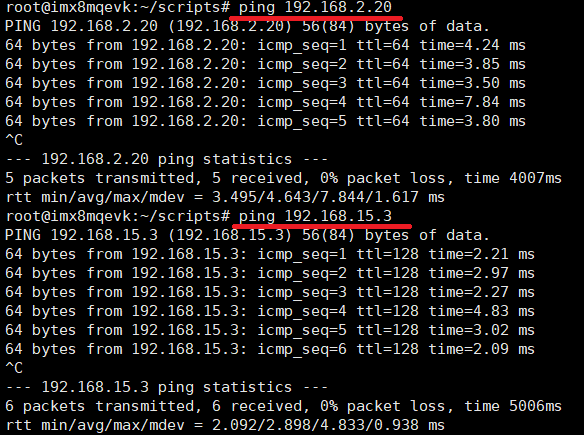 root@imx8mqevk:~/scripts# ping 192.168.2.20
PING 192.168.2.20 (192.168.2.20) 56(84) bytes of data.
64 bytes from 192.168.2.20: icmp_seq=1 ttl=64 time=4.24 ms
64 bytes from 192.168.2.20: icmp_seq=2 ttl=64 time=3.85 ms
64 bytes from 192.168.2.20: icmp_seq=3 ttl=64 time=3.50 ms
64 bytes from 192.168.2.20: icmp_seq=4 ttl=64 time=7.84 ms
64 bytes from 192.168.2.20: icmp_seq=5 ttl=64 time=3.80 ms
^C
--- 192.168.2.20 ping statistics ---
5 packets transmitted, 5 received, 0% packet loss, time 4007ms
rtt min/avg/max/mdev = 3.495/4.643/7.844/1.617 ms
root@imx8mqevk:~/scripts# ping 192.168.15.3
PING 192.168.15.3 (192.168.15.3) 56(84) bytes of data.
64 bytes from 192.168.15.3: icmp_seq=1 ttl=128 time=2.21 ms
64 bytes from 192.168.15.3: icmp_seq=2 ttl=128 time=2.97 ms
64 bytes from 192.168.15.3: icmp_seq=3 ttl=128 time=2.27 ms
64 bytes from 192.168.15.3: icmp_seq=4 ttl=128 time=4.83 ms
64 bytes from 192.168.15.3: icmp_seq=5 ttl=128 time=3.02 ms
64 bytes from 192.168.15.3: icmp_seq=6 ttl=128 time=2.09 ms
^C
--- 192.168.15.3 ping statistics ---
6 packets transmitted, 6 received, 0% packet loss, time 5006ms
rtt min/avg/max/mdev = 2.092/2.898/4.833/0.938 ms